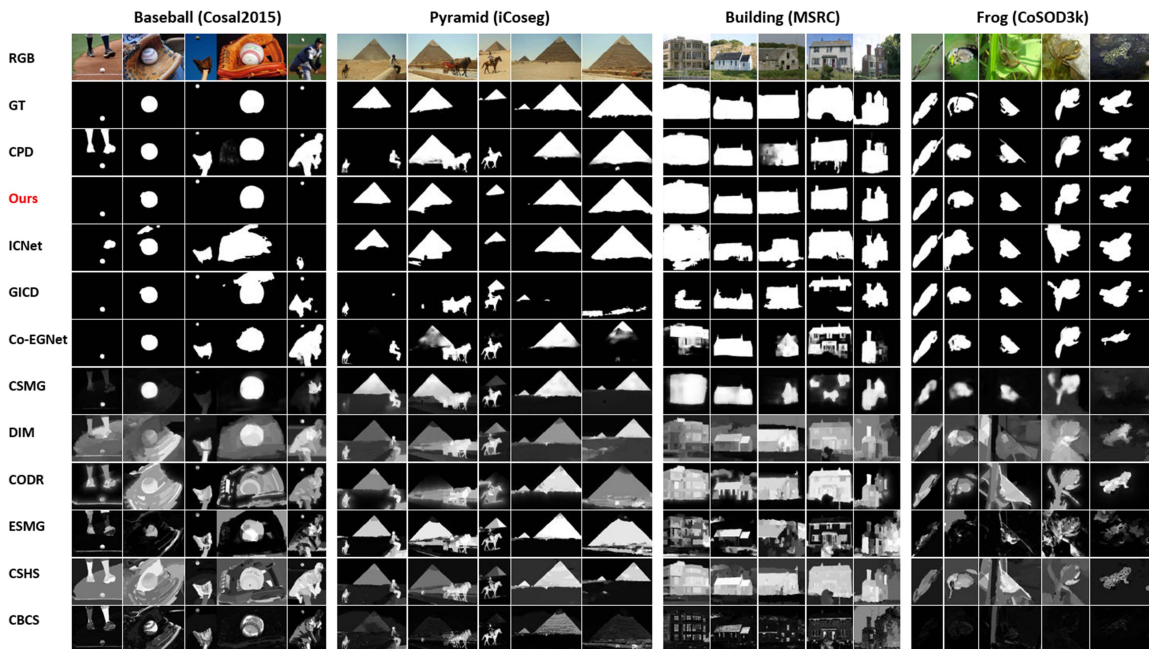 Baseball (Cosal2015) Pyramid (iCoseg) Building (MSRC) Frog (CoSOD3k)
RGB
GT
CPD
Ours
ICNet
GICD
Co-EGNet
CSMG
DIM
CODR
ESMG
CSHS
CBCS